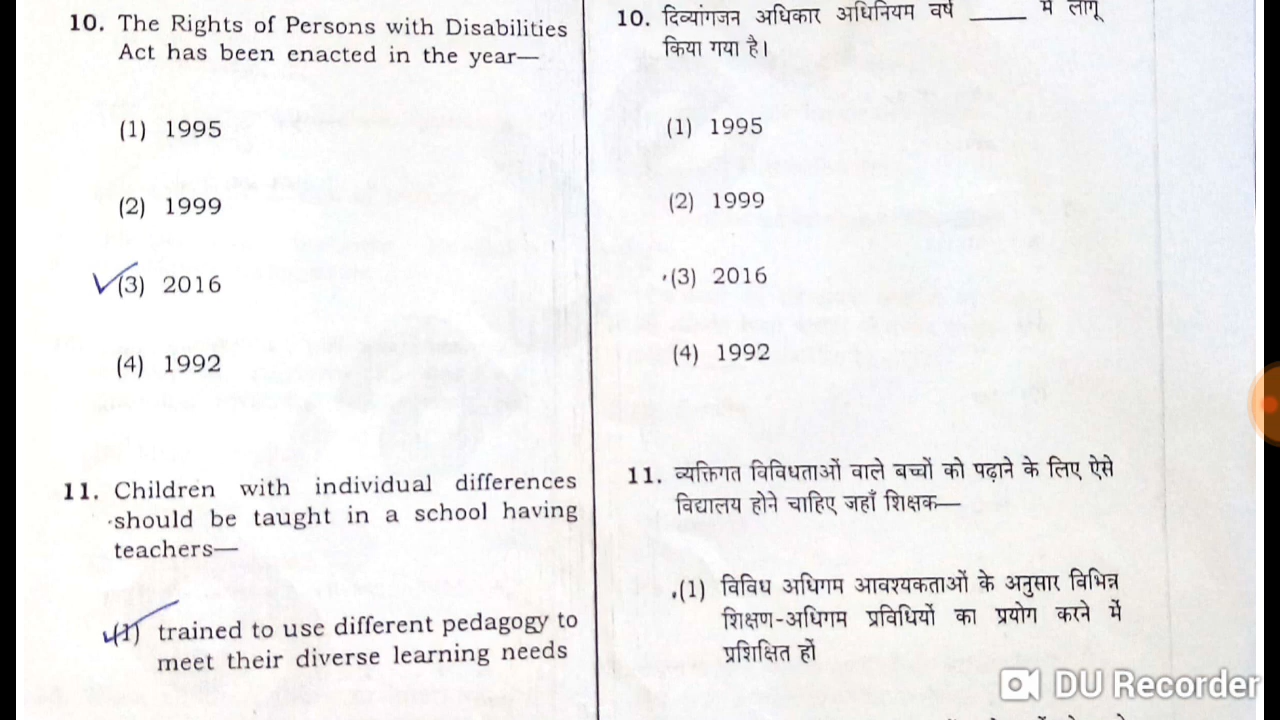 10. The Rights of Persons with Disabilities
Act has been enacted in the year—
(1) 1995
(2) 1999
(3) 2016
(4) 1992
11. Children with individual differences
should be taught in a school having
teachers—
(1) trained to use different pedagogy to
meet their diverse learning needs
10. दिव्यांगजन अधिकार अधिनियम वर्ष _____ में लागू
किया गया है।
(1) 1995
(2) 1999
(3) 2016
(4) 1992
11. व्यक्तिगत विविधताओं वाले बच्चों को पढ़ाने के लिए ऐसे
विद्यालय होने चाहिए जहाँ शिक्षक—
(1) विविध अधिगम आवश्यकताओं के अनुसार विभिन्न
शिक्षण-अधिगम प्रविधियों का प्रयोग करने में
प्रशिक्षित हों
DU Recorder